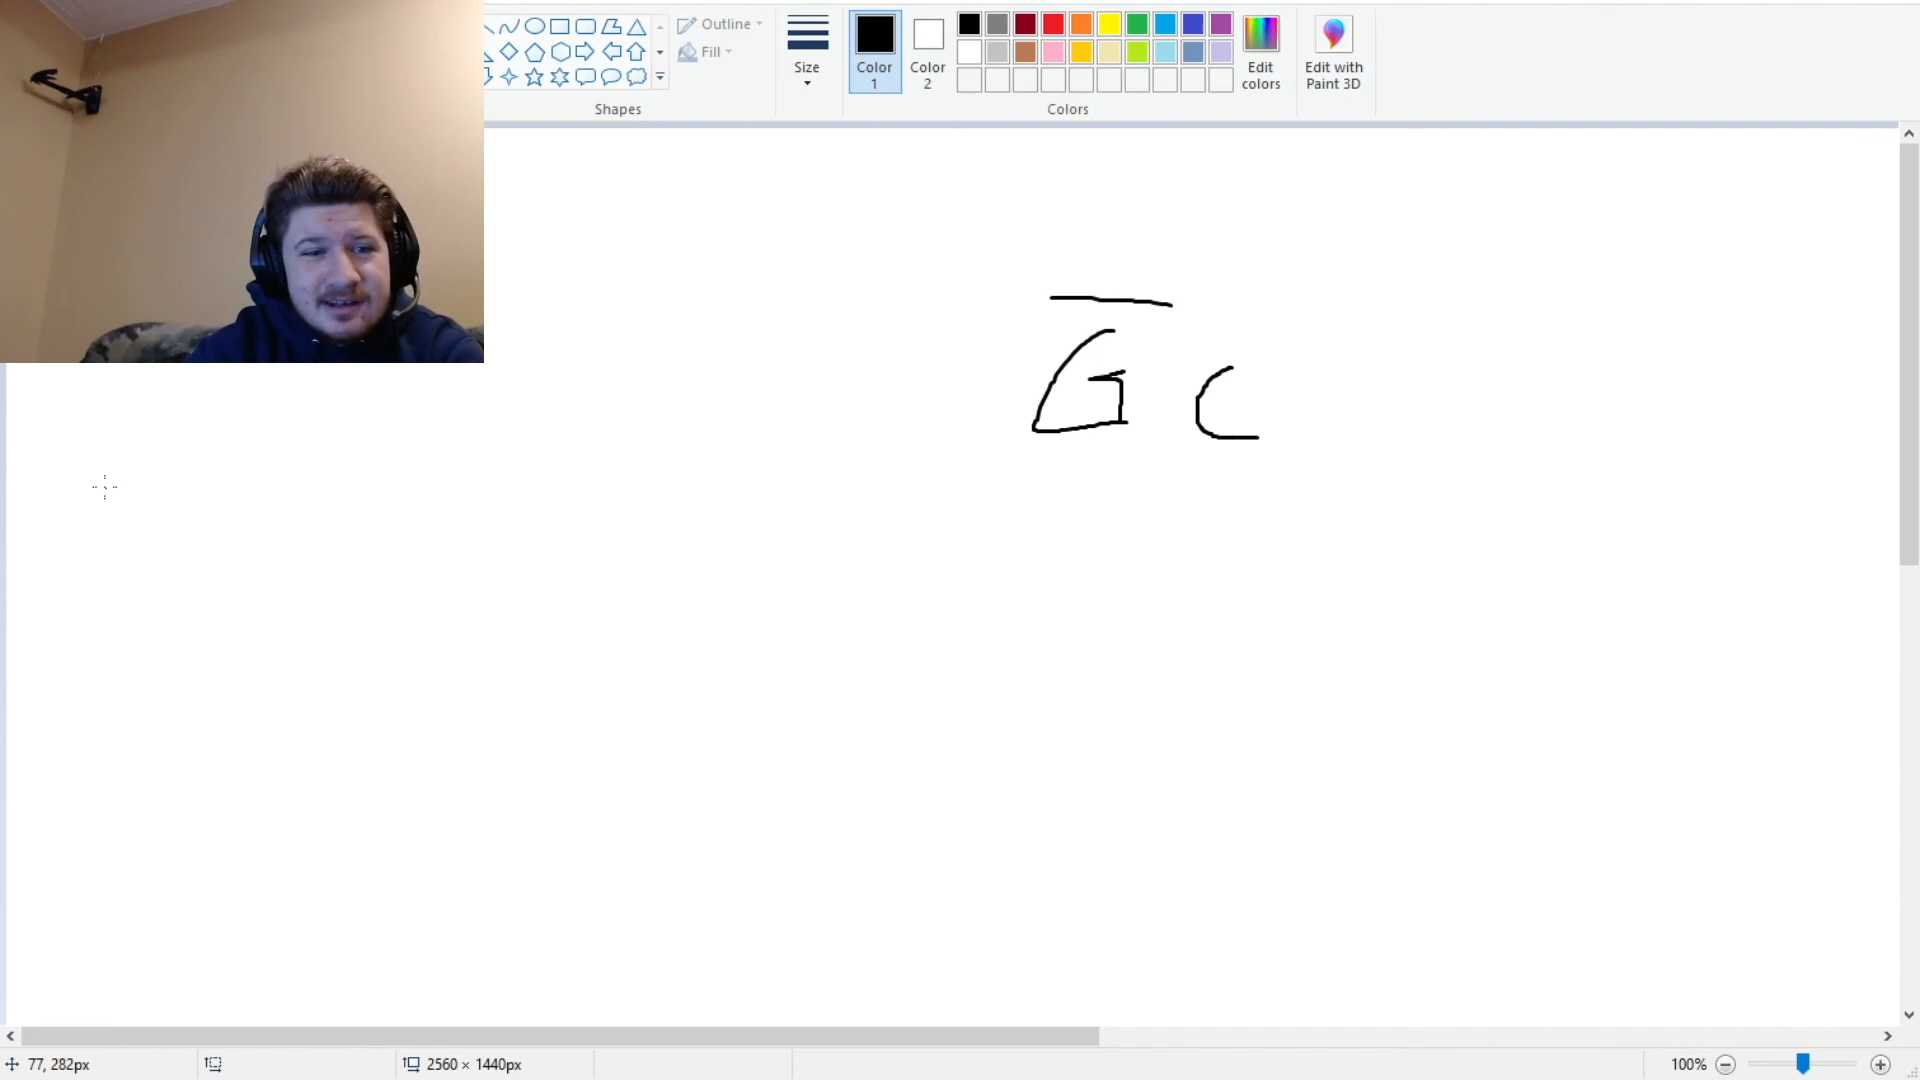 Outline
Fill
Shapes
Size
Color 1
Color 2
Colors
Edit colors
Edit with Paint 3D
G C
77, 282px
2560 × 1440px
100%